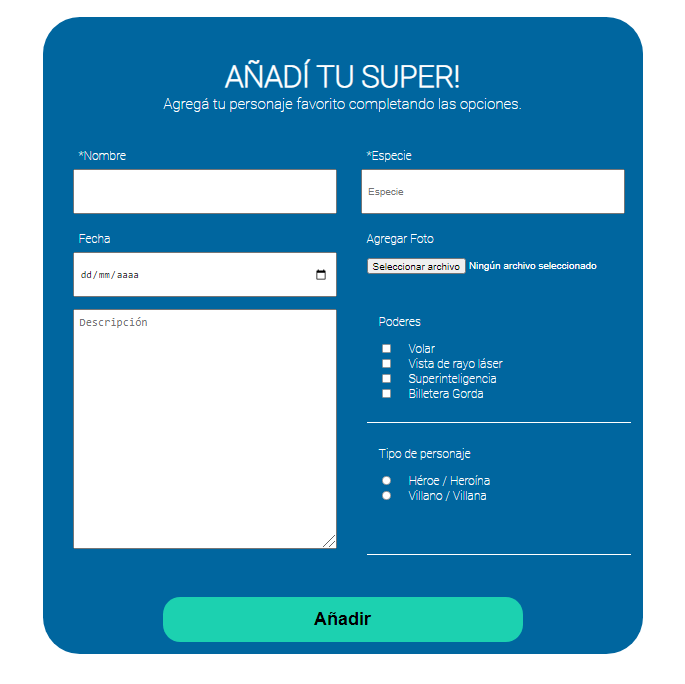 AÑADÍ TU SUPER!
Agregá tu personaje favorito completando las opciones.
*Nombre
*Especie
Especie
Fecha
Agregar Foto
dd/mm/aaaa
Seleccionar archivo Ningún archivo seleccionado
Descripción
Poderes
Volar
Vista de rayo láser
Superinteligencia
Billetera Gorda
Tipo de personaje
Héroe / Heroína
Villano / Villana
Añadir